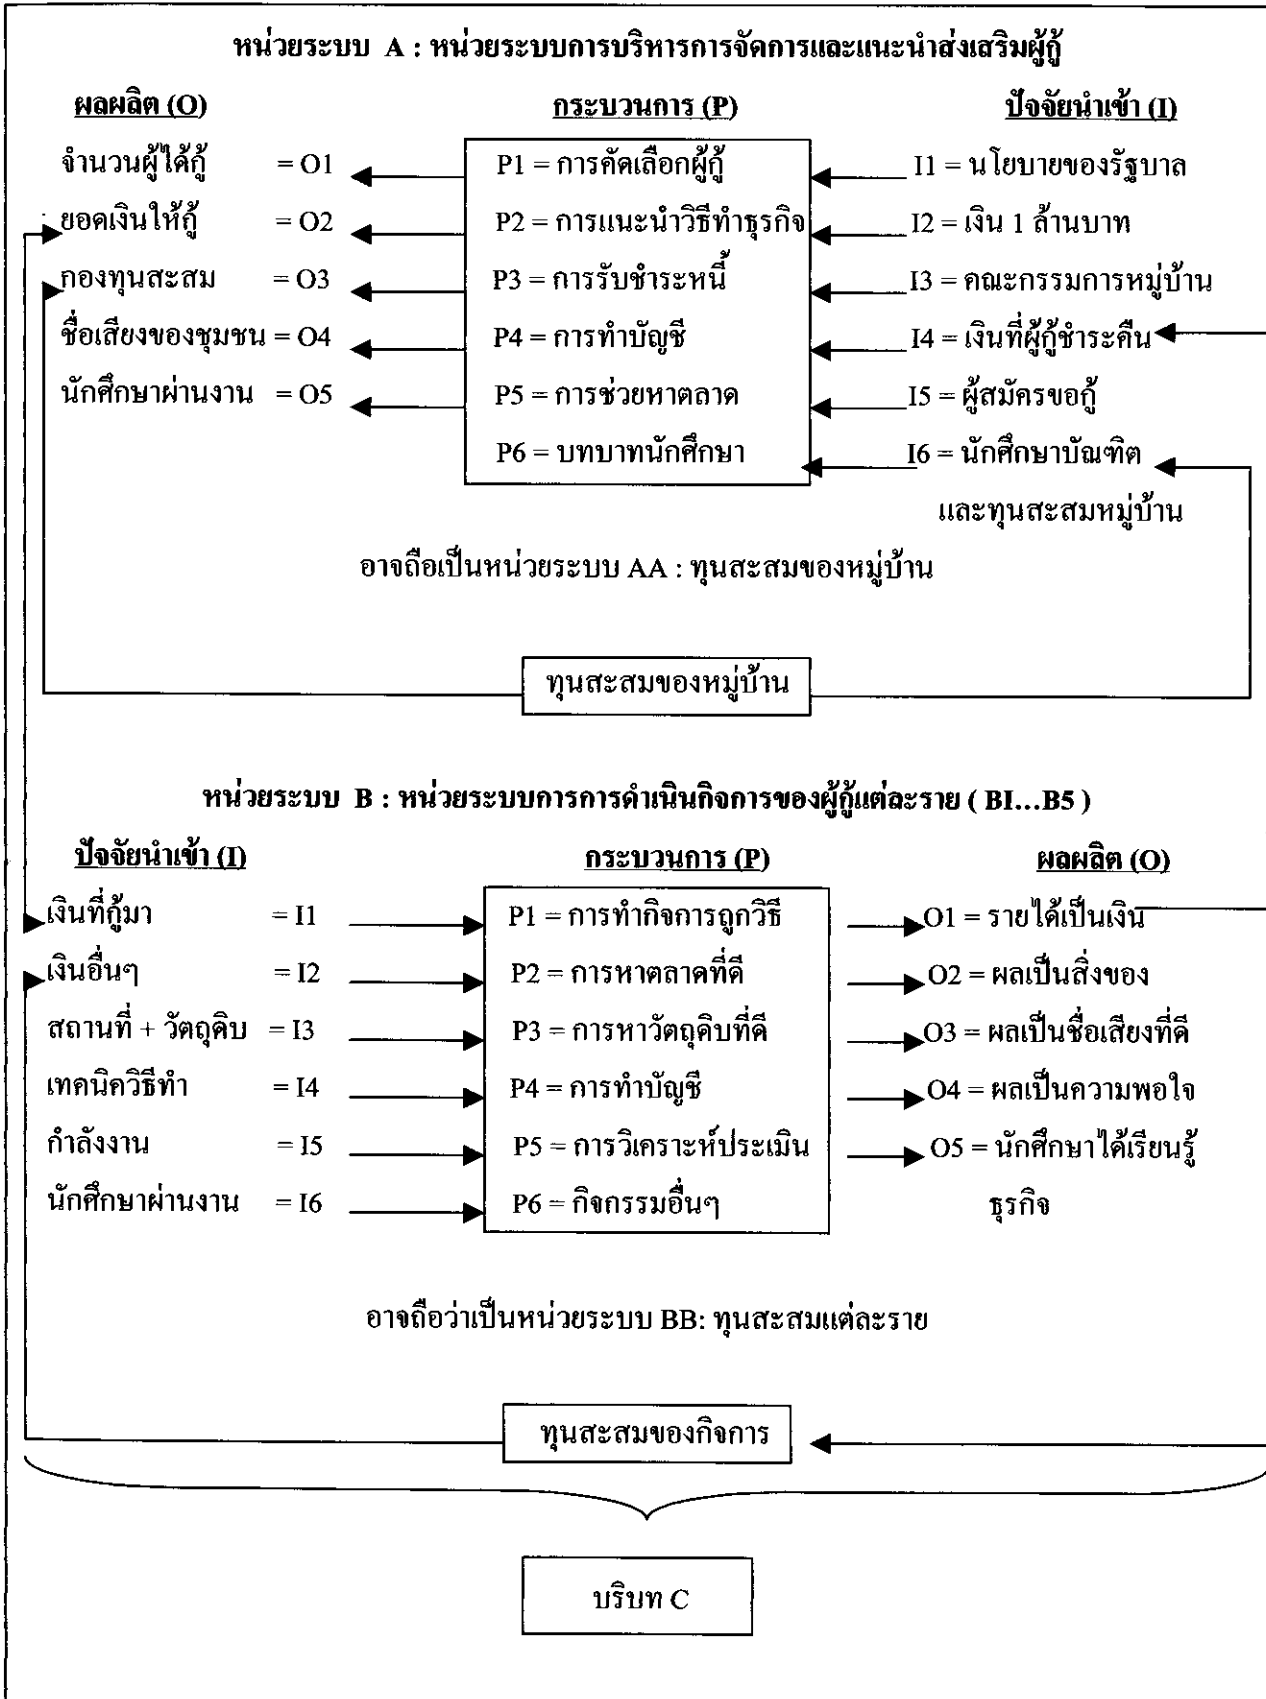 หน่วยระบบ A : หน่วยระบบการบริหารการจัดการและแนะนำส่งเสริมผู้กู้
ผลผลิต (O) กระบวนการ (P) ปัจจัยนำเข้า (I)
จำนวนผู้ได้กู้ = O1 P1 = การคัดเลือกผู้กู้ I1 = นโยบายของรัฐบาล
ยอดเงินให้กู้ = O2 P2 = การแนะนำวิธีทำธุรกิจ I2 = เงิน 1 ล้านบาท
กองทุนสะสม = O3 P3 = การรับชำระหนี้ I3 = คณะกรรมการหมู่บ้าน
ชื่อเสียงของชุมชน = O4 P4 = การทำบัญชี I4 = เงินที่ผู้กู้ชำระคืน
นักศึกษาผ่านงาน = O5 P5 = การช่วยหาตลาด I5 = ผู้สมัครขอกู้
P6 = บทบาทนักศึกษา I6 = นักศึกษาบัณฑิต
และทุนสะสมหมู่บ้าน
อาจถือเป็นหน่วยระบบ AA : ทุนสะสมของหมู่บ้าน
ทุนสะสมของหมู่บ้าน
หน่วยระบบ B : หน่วยระบบการการดำเนินกิจการของผู้กู้แต่ละราย ( BI...B5 )
ปัจจัยนำเข้า (I) กระบวนการ (P) ผลผลิต (O)
เงินที่กู้มา = I1 P1 = การทำกิจการถูกวิธี O1 = รายได้เป็นเงิน
เงินอื่นๆ = I2 P2 = การหาตลาดที่ดี O2 = ผลเป็นสิ่งของ
สถานที่ + วัตถุดิบ = I3 P3 = การหาวัตถุดิบที่ดี O3 = ผลเป็นชื่อเสียงที่ดี
เทคนิควิธีทำ = I4 P4 = การทำบัญชี O4 = ผลเป็นความพอใจ
กำลังงาน = I5 P5 = การวิเคราะห์ประเมิน O5 = นักศึกษาได้เรียนรู้
นักศึกษาผ่านงาน = I6 P6 = กิจกรรมอื่นๆ ธุรกิจ
อาจถือว่าเป็นหน่วยระบบ BB: ทุนสะสมแต่ละราย
ทุนสะสมของกิจการ
บริบท C